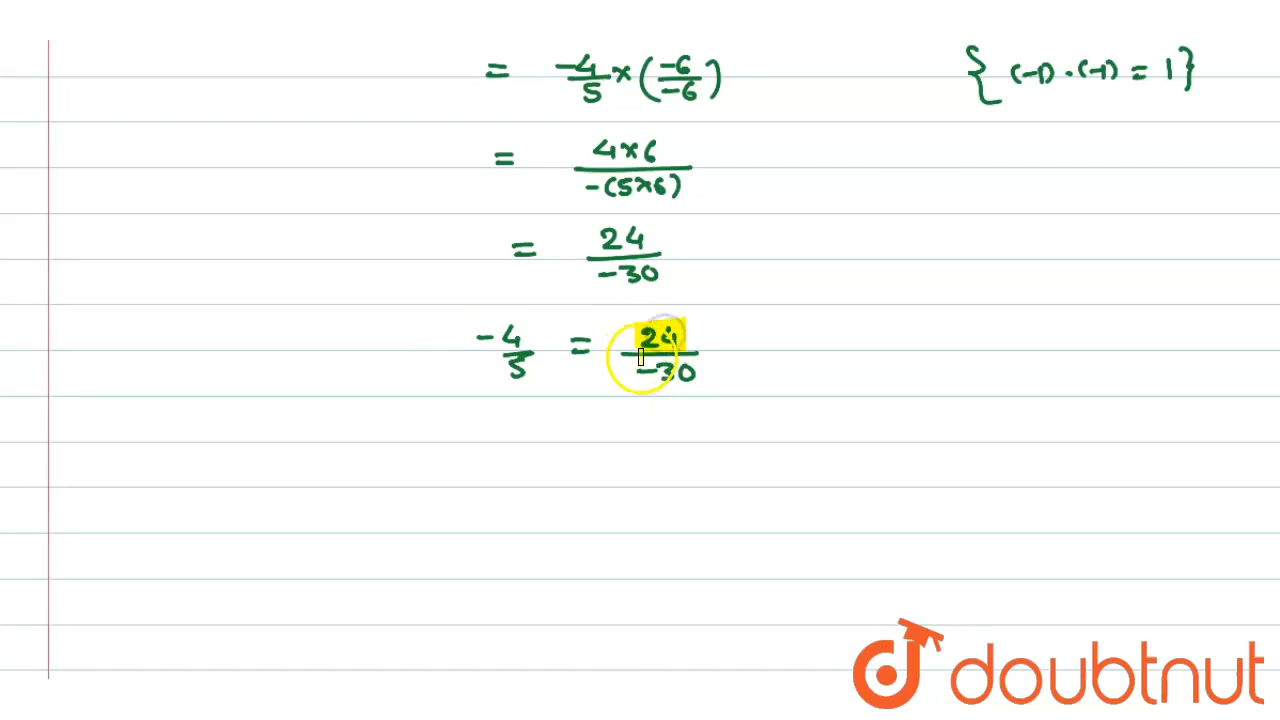 = -4/5 × (-6/-6) { (-1) · (-1) = 1 }
= 4×6/-(5×6)
= 24/-30
-4/5 = 24/-30
doubtnut